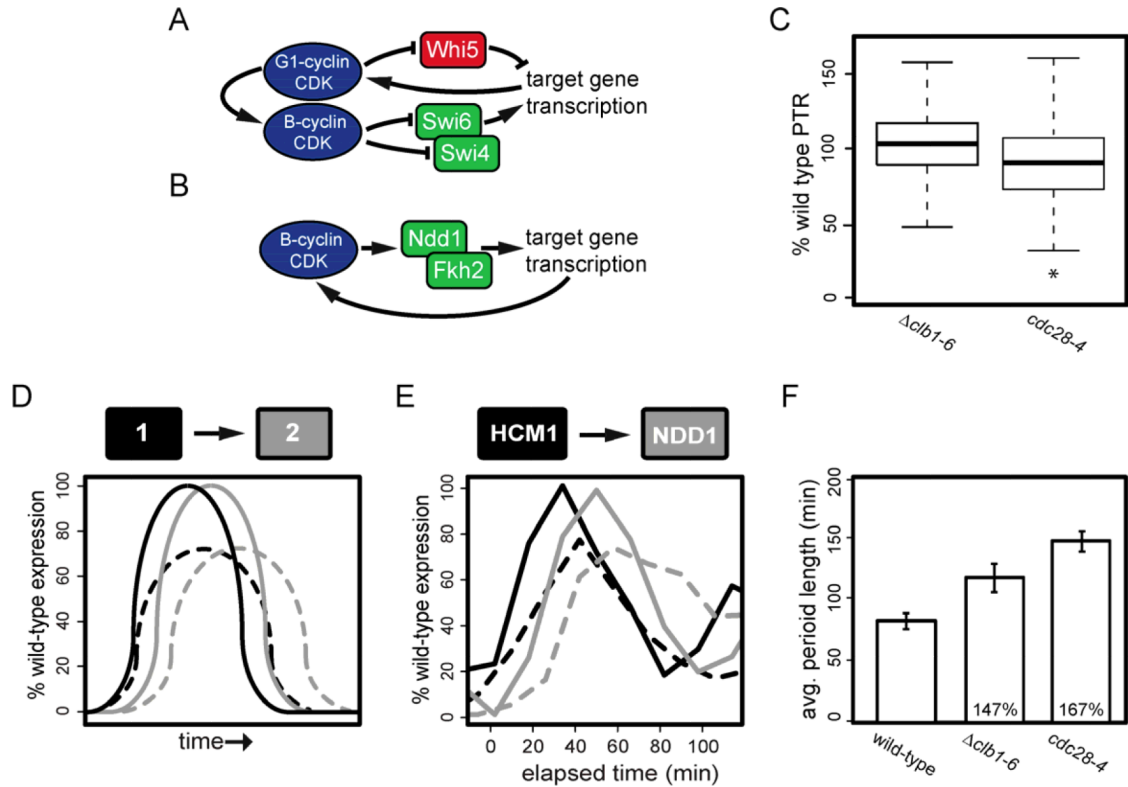 A
G1-cyclin
CDK
Whi5
target gene
transcription
B-cyclin
CDK
Swi6
Swi4
B
B-cyclin
CDK
Ndd1
Fkh2
target gene
transcription
C
% wild type PTR
150
100
50
0
Δclb1-6
cdc28-4
*
D
1
2
% wild-type expression
100
80
60
40
20
0
time
E
HCM1
NDD1
% wild-type expression
100
80
60
40
20
0
0 20 40 60 80 100
elapsed time (min)
F
avg. perioid length (min)
200
150
100
50
0
147%
167%
wild-type
Δclb1-6
cdc28-4